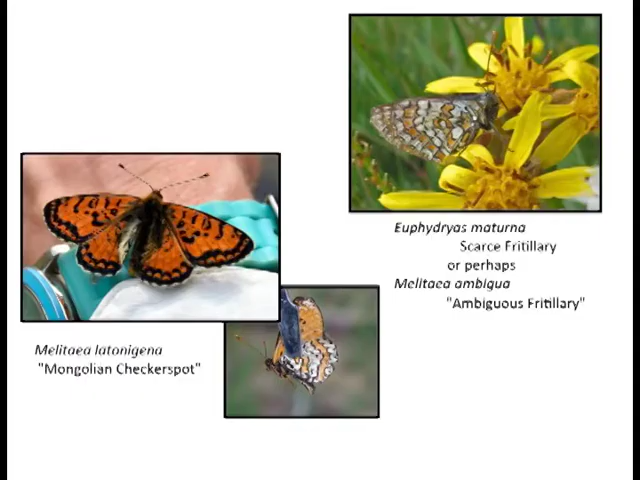 Euphydryas maturna
Scarce Fritillary
or perhaps
Melitaea ambigua
"Ambiguous Fritillary"
Melitaea latonigena
"Mongolian Checkerspot"